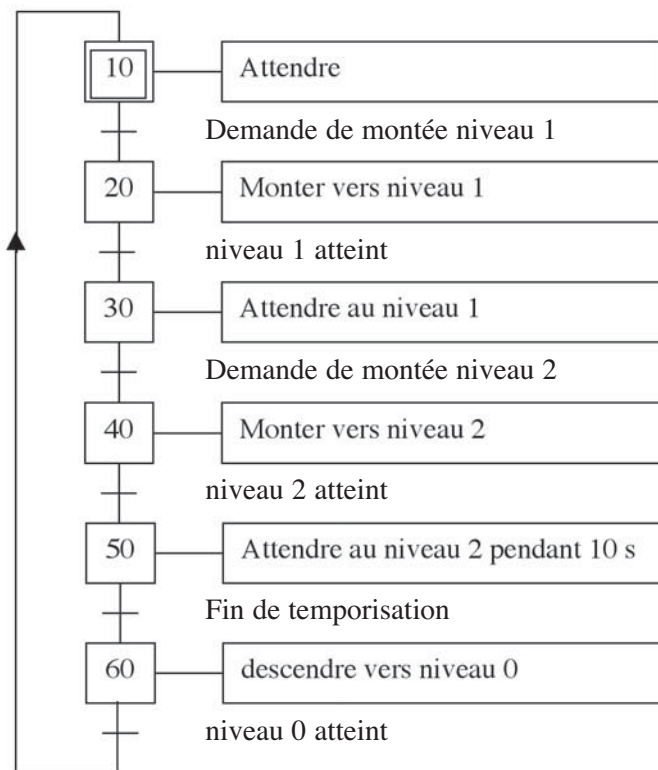 10 Attendre
Demande de montée niveau 1
20 Monter vers niveau 1
niveau 1 atteint
30 Attendre au niveau 1
Demande de montée niveau 2
40 Monter vers niveau 2
niveau 2 atteint
50 Attendre au niveau 2 pendant 10 s
Fin de temporisation
60 descendre vers niveau 0
niveau 0 atteint